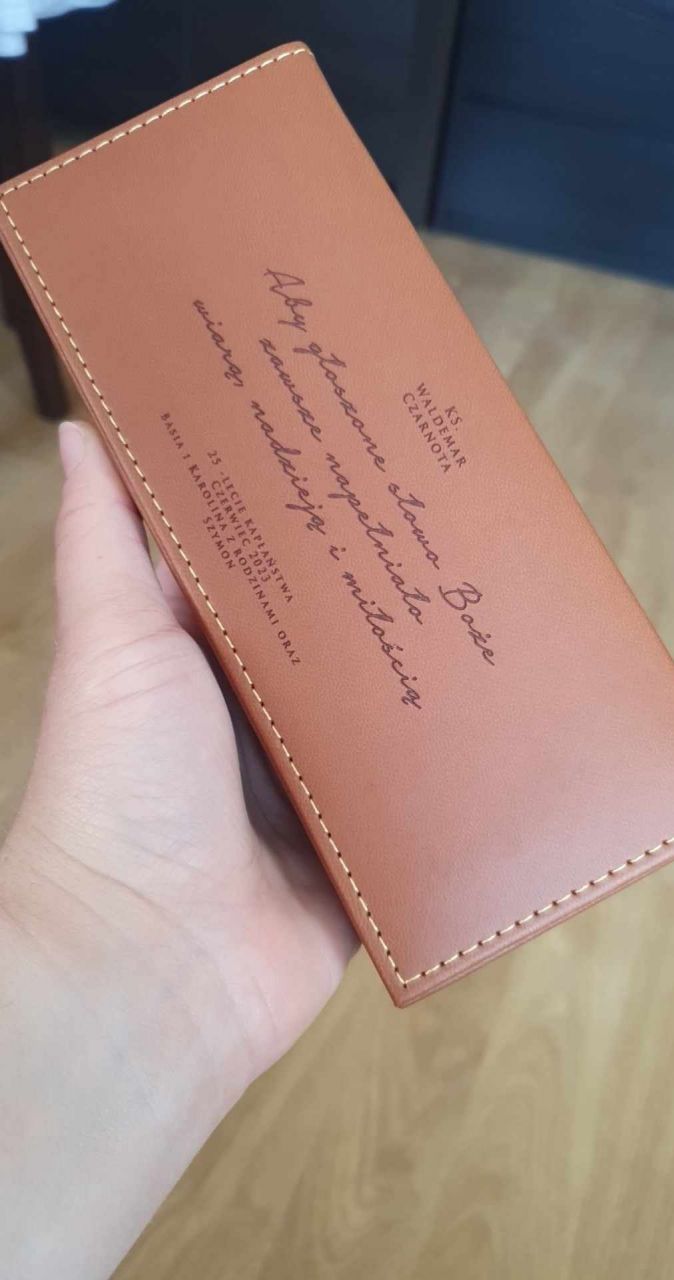 KS.
WALDEMAR
CZARNOTA
Aby głoszone słowo Boże
zawsze napełniało
wiarą, nadzieją i miłością
25 -LECIE KAPŁAŃSTWA
CZERWIEC 2023
BASIA I KAROLINA Z RODZINAMI ORAZ
SZYMON